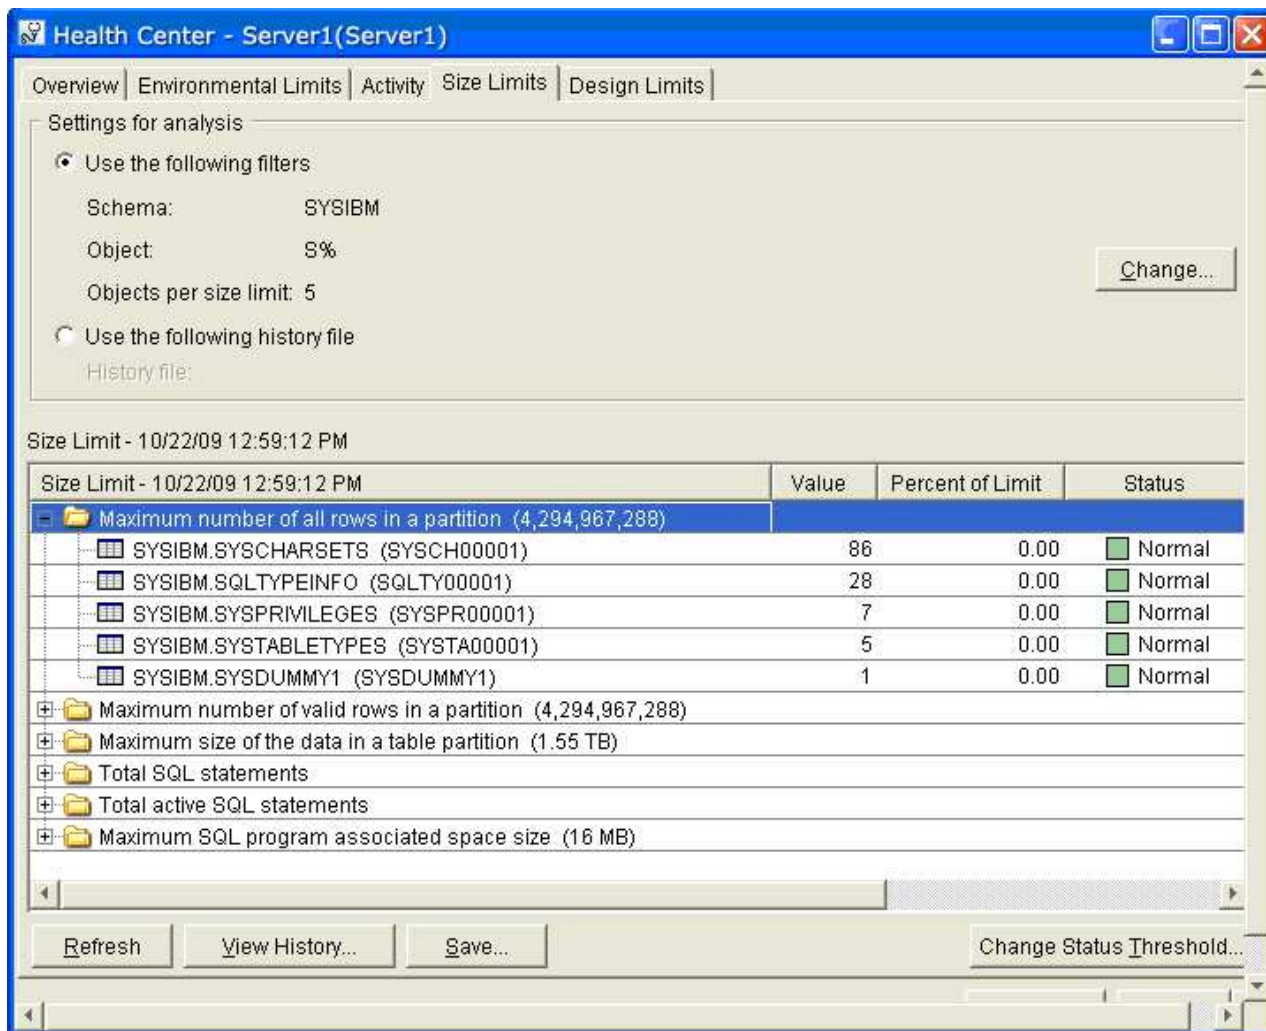 Health Center - Server1(Server1)
Overview Environmental Limits Activity Size Limits Design Limits
Settings for analysis
Use the following filters
Schema: SYSIBM
Object: S%
Change...
Objects per size limit: 5
Use the following history file
History file:
Size Limit - 10/22/09 12:59:12 PM
Size Limit - 10/22/09 12:59:12 PM Value Percent of Limit Status
Maximum number of all rows in a partition (4,294,967,288)
SYSIBM.SYSCHARSETS (SYSCH00001) 86 0.00 Normal
SYSIBM.SQLTYPEINFO (SQLTY00001) 28 0.00 Normal
SYSIBM.SYSPRIVILEGES (SYSPR00001) 7 0.00 Normal
SYSIBM.SYSTABLETYPES (SYSTA00001) 5 0.00 Normal
SYSIBM.SYSDUMMY1 (SYSDUMMY1) 1 0.00 Normal
Maximum number of valid rows in a partition (4,294,967,288)
Maximum size of the data in a table partition (1.55 TB)
Total SQL statements
Total active SQL statements
Maximum SQL program associated space size (16 MB)
Refresh View History... Save... Change Status Threshold...